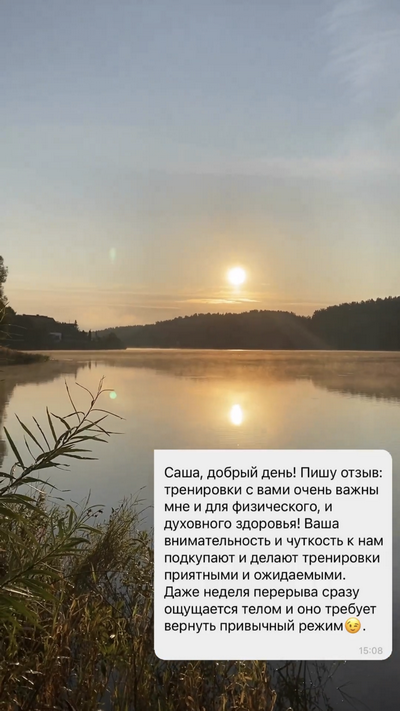 Саша, добрый день! Пишу отзыв:
тренировки с вами очень важны
мне и для физического, и
духовного здоровья! Ваша
внимательность и чуткость к нам
подкупают и делают тренировки
приятными и ожидаемыми.
Даже неделя перерыва сразу
ощущается телом и оно требует
вернуть привычный режим😉.
15:08